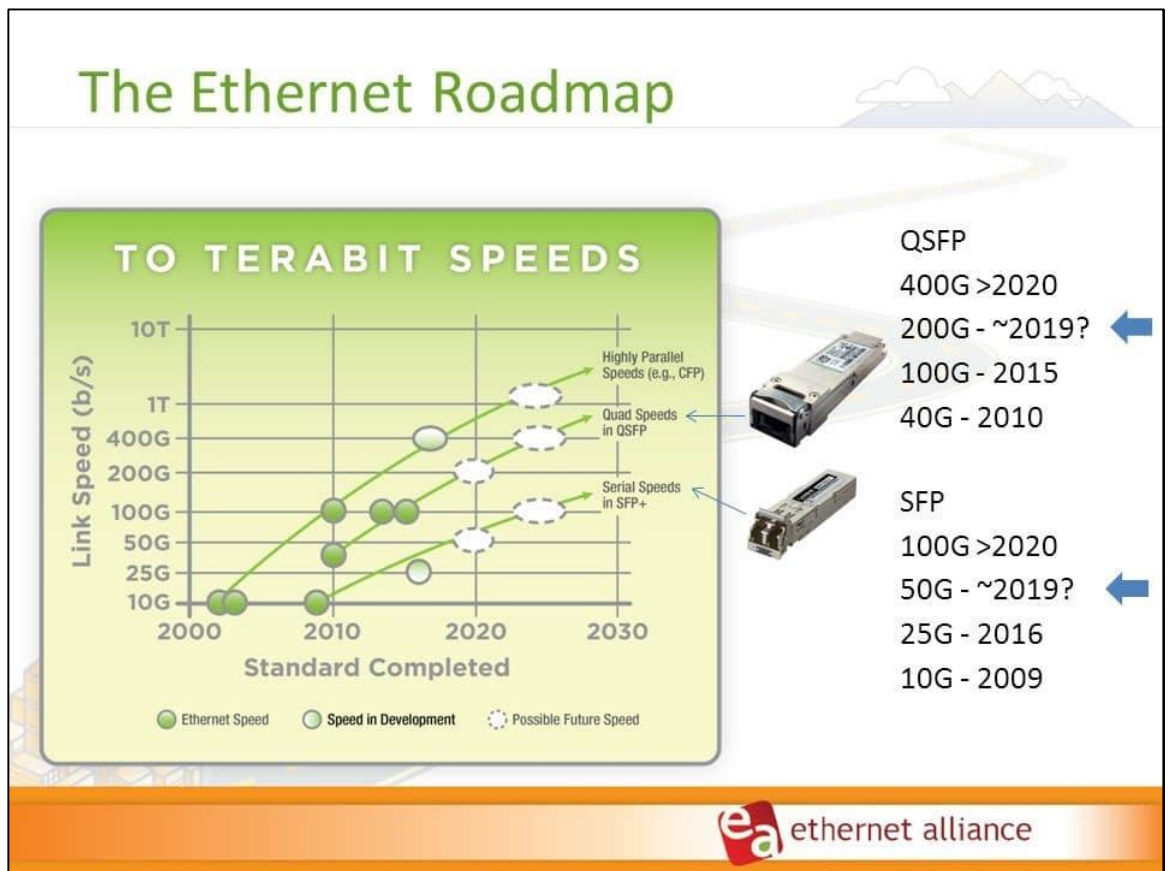 The Ethernet Roadmap
TO TERABIT SPEEDS
Link Speed (b/s)
10T
1T
400G
200G
100G
50G
25G
10G
2000
2010
2020
2030
Standard Completed
Highly Parallel
Speeds (e.g., CFP)
Quad Speeds
in QSFP
Serial Speeds
in SFP+
Ethernet Speed
Speed in Development
Possible Future Speed
QSFP
400G >2020
200G - ~2019?
100G - 2015
40G - 2010
SFP
100G >2020
50G - ~2019?
25G - 2016
10G - 2009
ea ethernet alliance